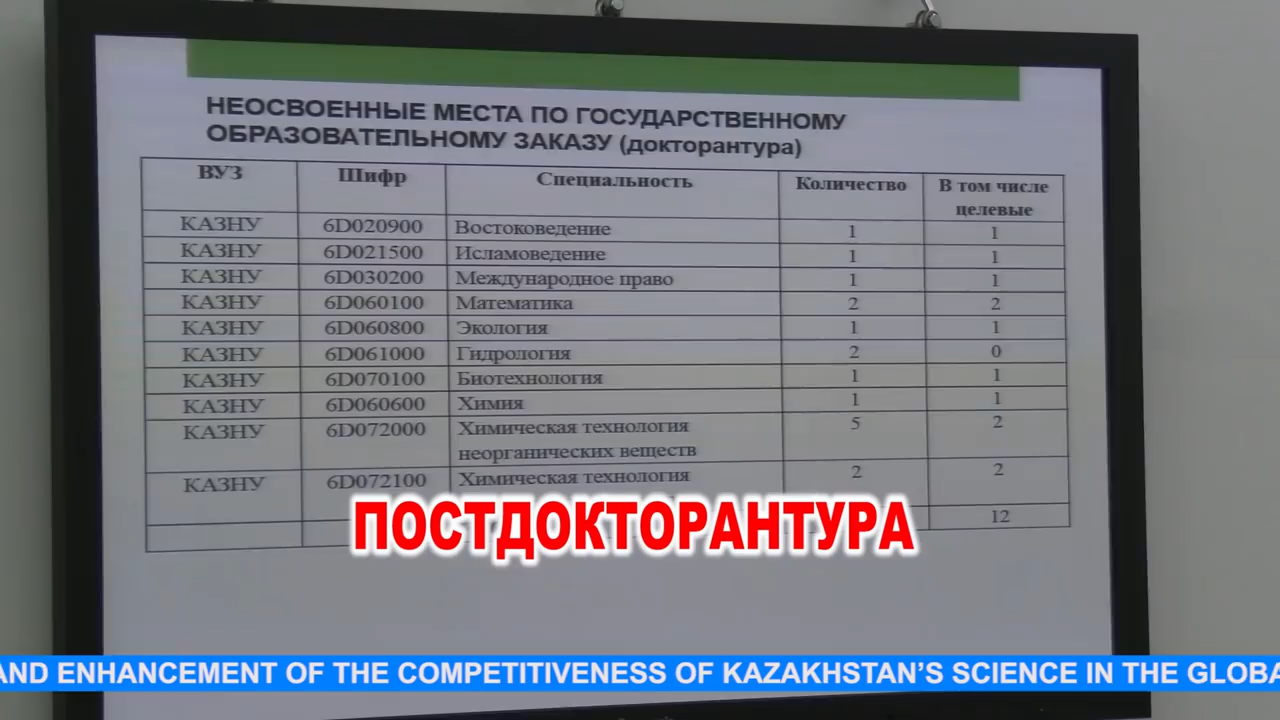 НЕОСВОЕННЫЕ МЕСТА ПО ГОСУДАРСТВЕННОМУ
ОБРАЗОВАТЕЛЬНОМУ ЗАКАЗУ (докторантура)
ВУЗ Шифр Специальность Количество В том числе
целевые
КАЗНУ 6D020900 Востоковедение 1 1
КАЗНУ 6D021500 Исламоведение 1 1
КАЗНУ 6D030200 Международное право 1 1
КАЗНУ 6D060100 Математика 2 2
КАЗНУ 6D060800 Экология 1 1
КАЗНУ 6D061000 Гидрология 2 0
КАЗНУ 6D070100 Биотехнология 1 1
КАЗНУ 6D060600 Химия 1 1
КАЗНУ 6D072000 Химическая технология 5 2
неорганических веществ
КАЗНУ 6D072100 Химическая технология 2 2
12
ПОСТДОКТОРАНТУРА
AND ENHANCEMENT OF THE COMPETITIVENESS OF KAZAKHSTAN’S SCIENCE IN THE GLOBA